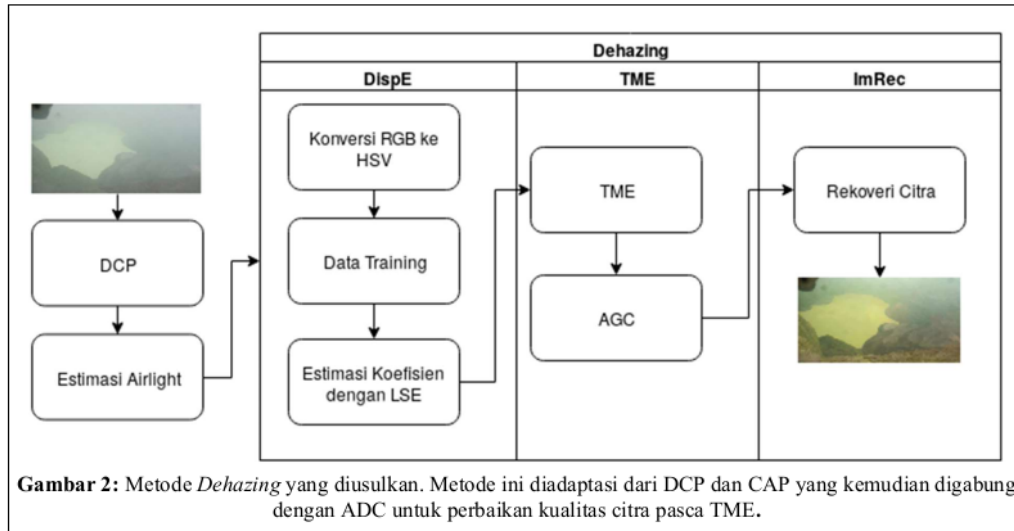 Dehazing
DispE
TME
ImRec
DCP
Estimasi Airlight
Konversi RGB ke
HSV
Data Training
Estimasi Koefisien
dengan LSE
TME
AGC
Rekoveri Citra
Gambar 2: Metode Dehazing yang diusulkan. Metode ini diadaptasi dari DCP dan CAP yang kemudian digabung
dengan ADC untuk perbaikan kualitas citra pasca TME.